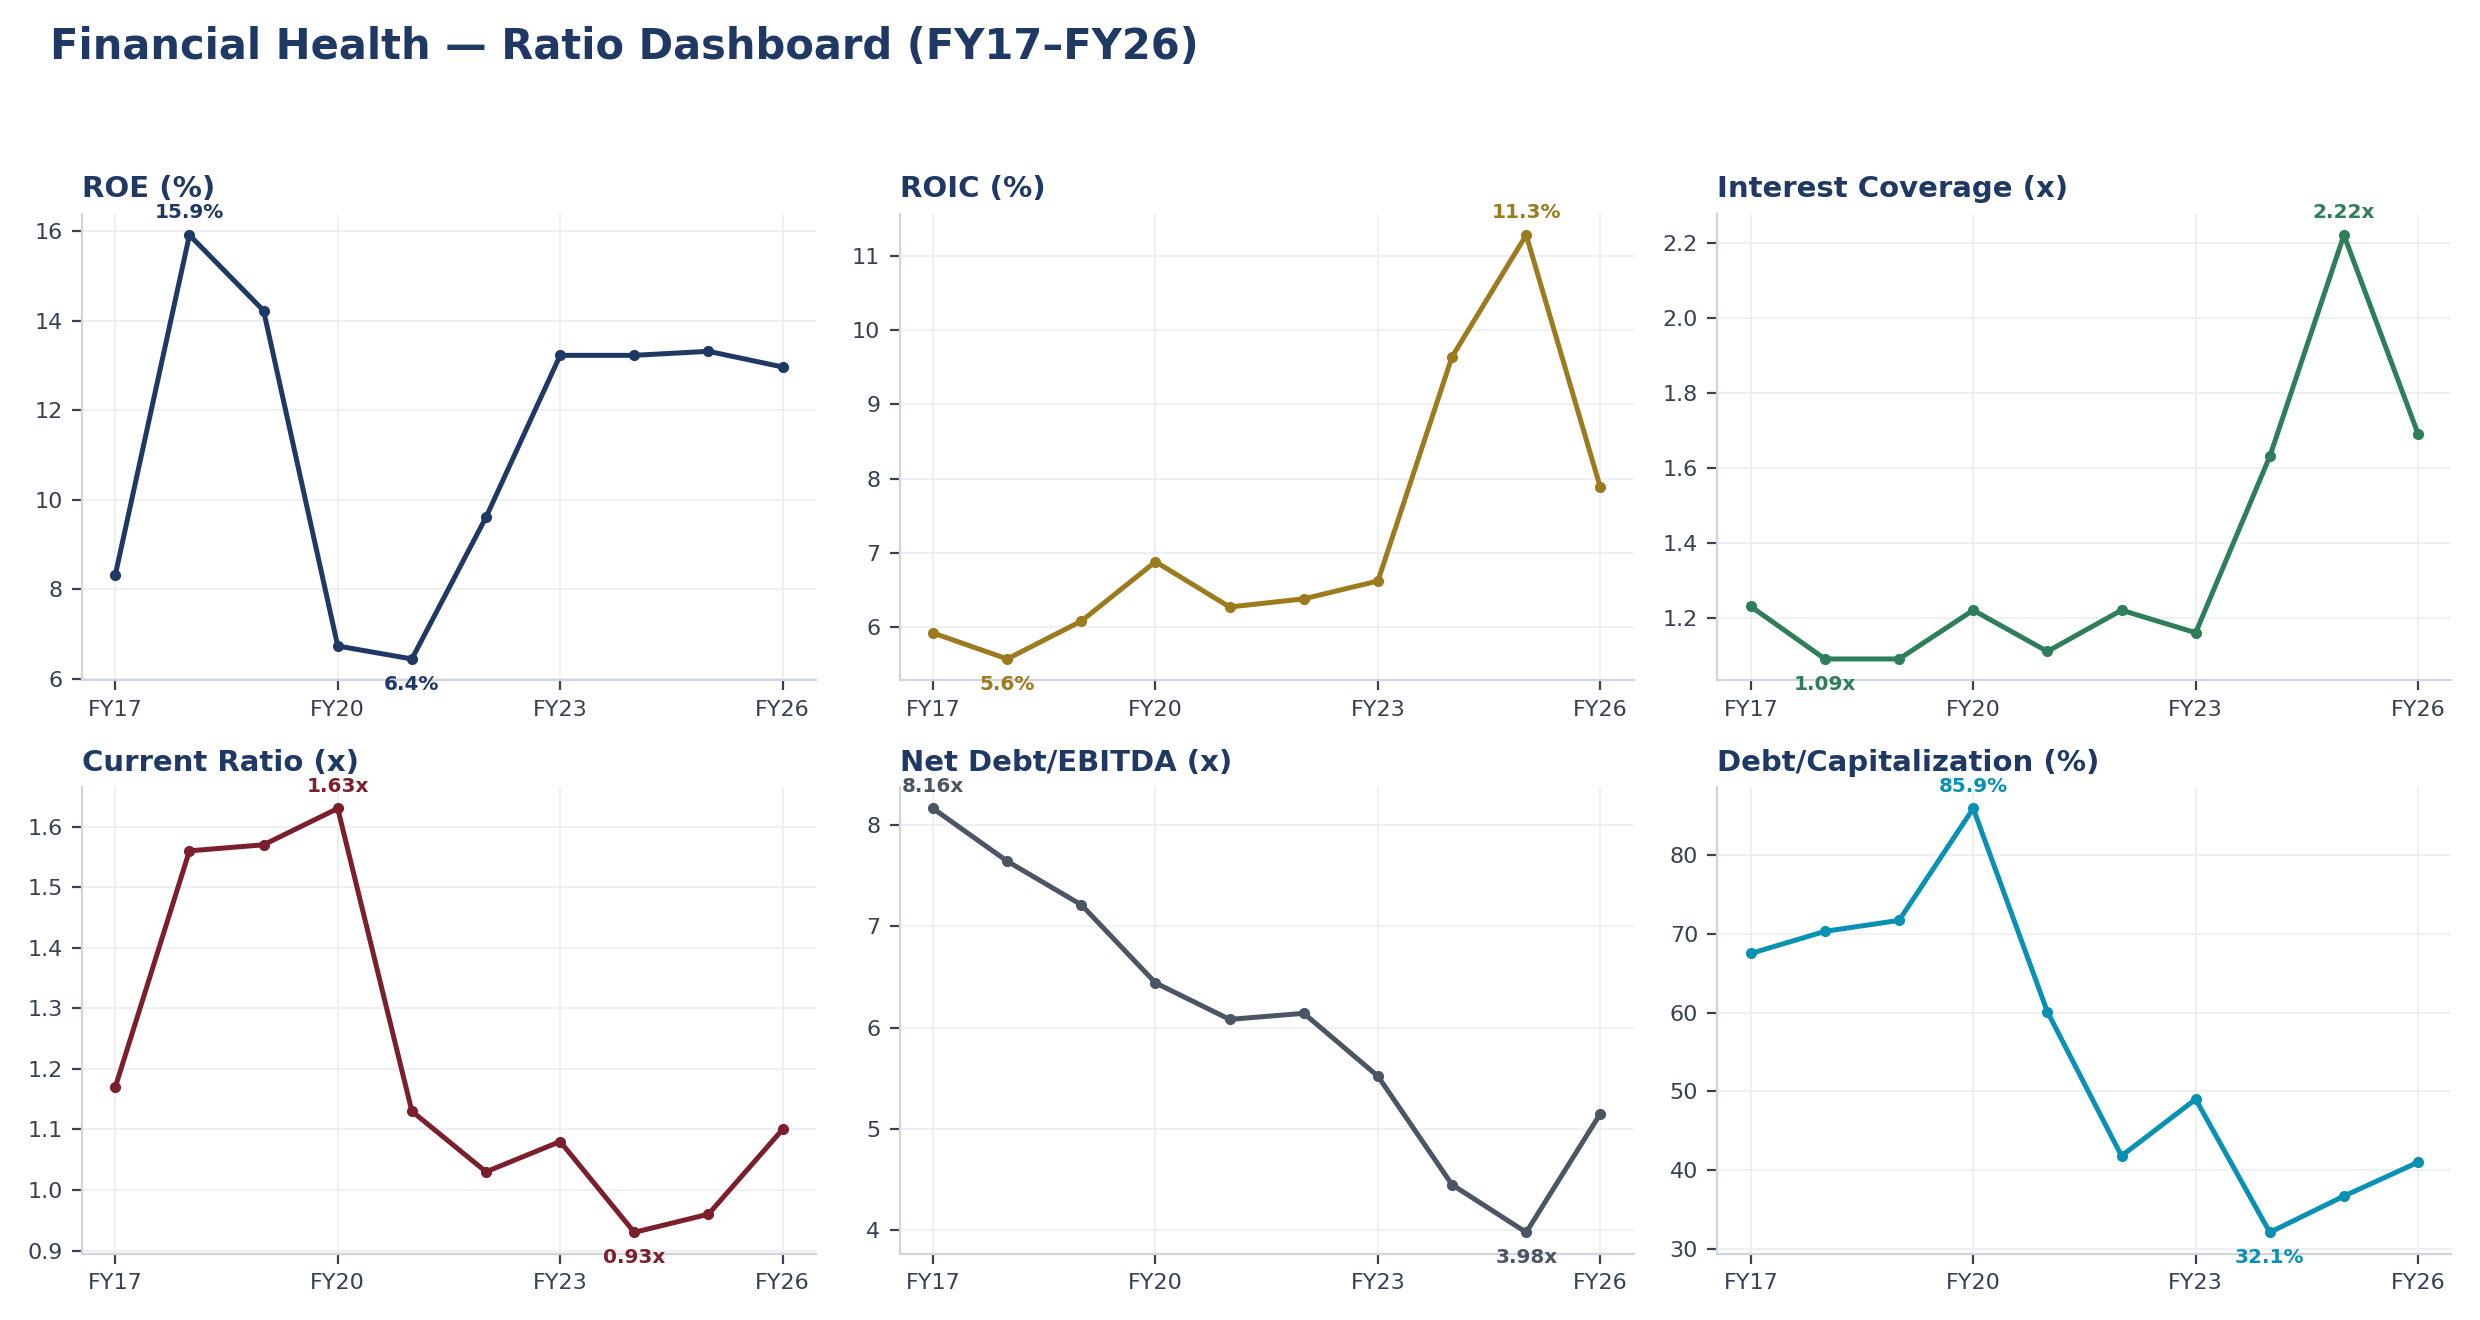 Financial Health — Ratio Dashboard (FY17–FY26)
ROE (%)
15.9%
16
14
12
10
8
6
6.4%
FY17 FY20 FY23 FY26
ROIC (%)
11.3%
11
10
9
8
7
6
5.6%
FY17 FY20 FY23 FY26
Interest Coverage (x)
2.22x
2.2
2.0
1.8
1.6
1.4
1.2
1.09x
FY17 FY20 FY23 FY26
Current Ratio (x)
1.63x
1.6
1.5
1.4
1.3
1.2
1.1
1.0
0.9
0.93x
FY17 FY20 FY23 FY26
Net Debt/EBITDA (x)
8.16x
8
7
6
5
4
3.98x
FY17 FY20 FY23 FY26
Debt/Capitalization (%)
85.9%
80
70
60
50
40
30
32.1%
FY17 FY20 FY23 FY26